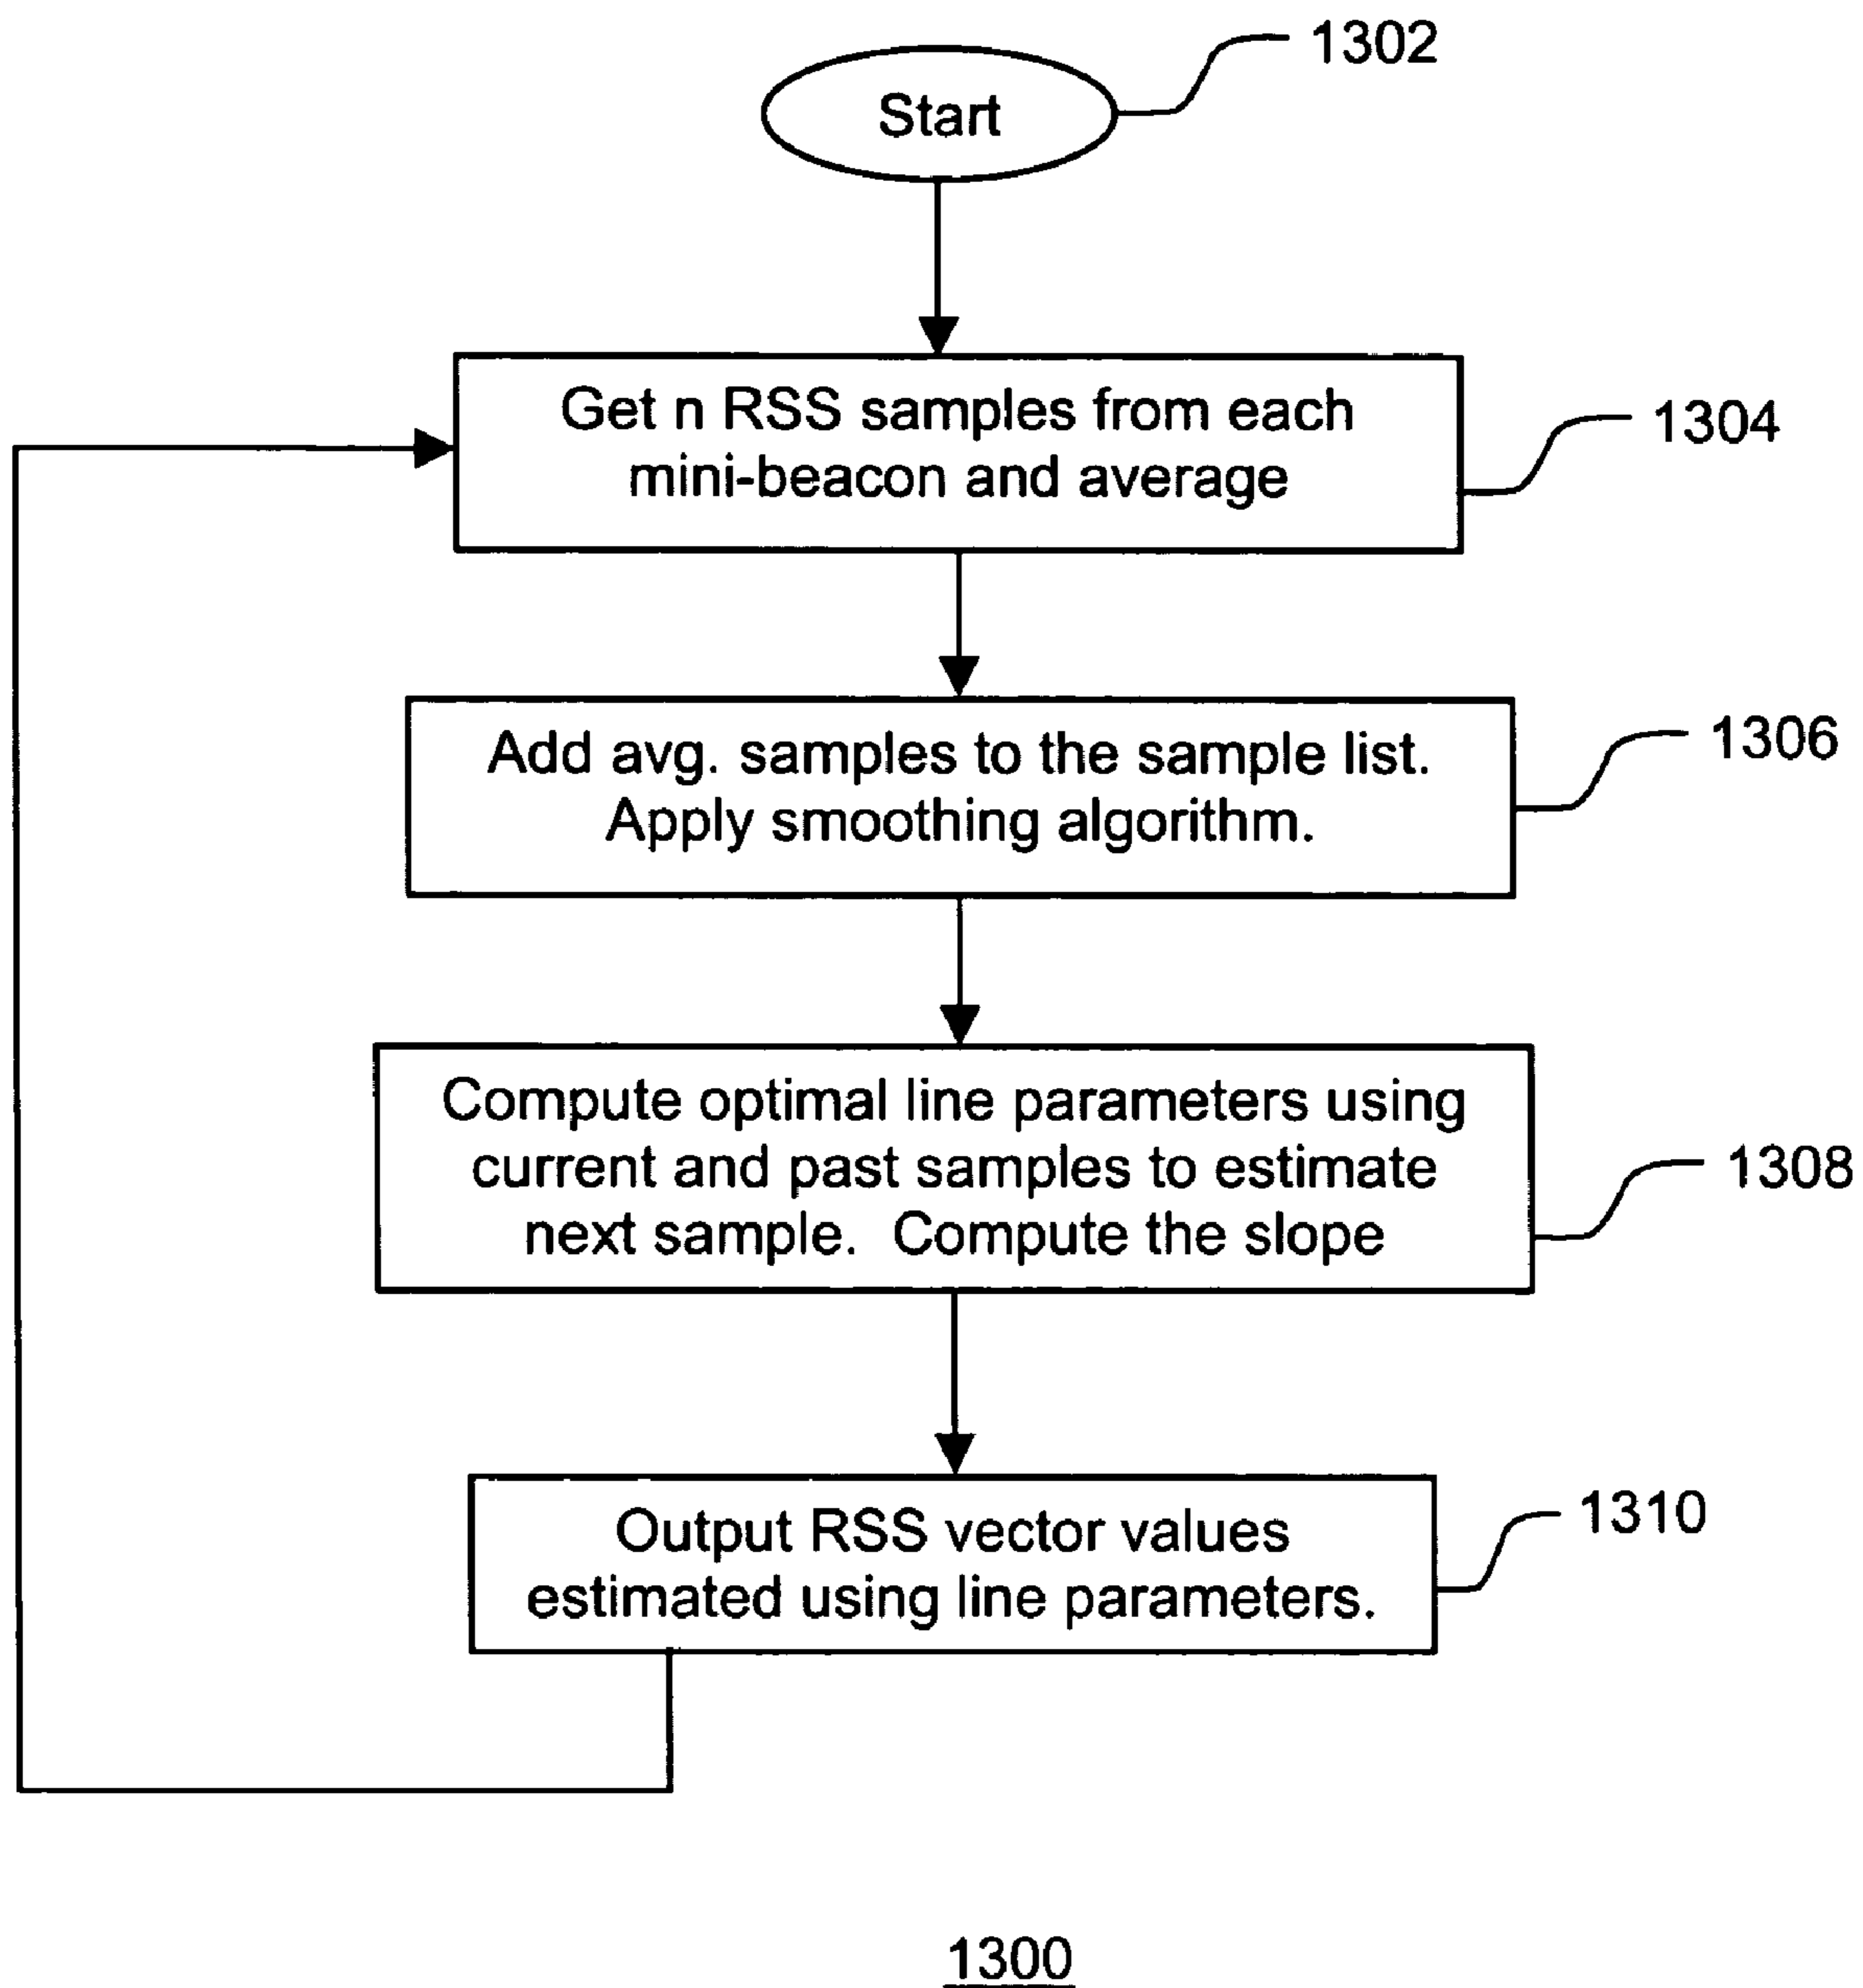 Start
1302
Get n RSS samples from each
mini-beacon and average
1304
Add avg. samples to the sample list.
Apply smoothing algorithm.
1306
Compute optimal line parameters using
current and past samples to estimate
next sample.  Compute the slope
1308
Output RSS vector values
estimated using line parameters.
1310
1300